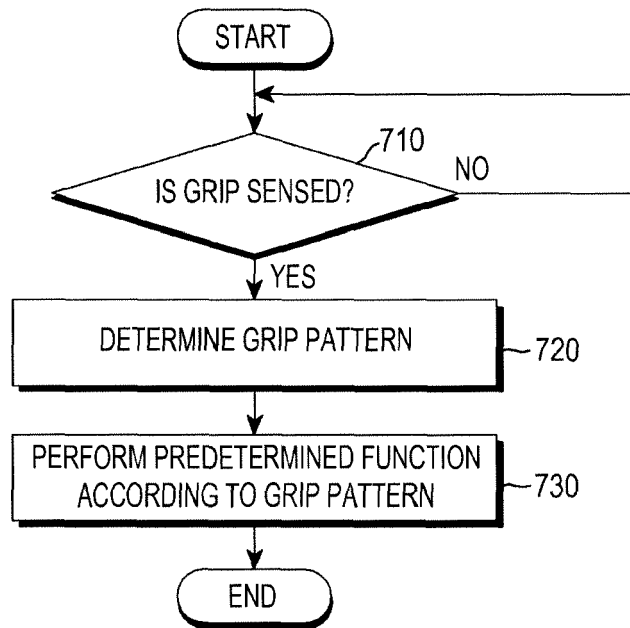 START
710
IS GRIP SENSED?
NO
YES
DETERMINE GRIP PATTERN
720
PERFORM PREDETERMINED FUNCTION
ACCORDING TO GRIP PATTERN
730
END